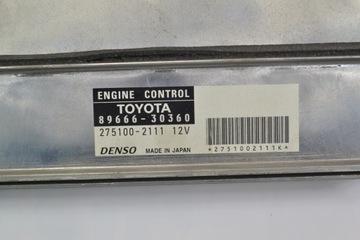 ENGINE CONTROL
TOYOTA
89666-30360
275100-2111 12V
DENSO MADE IN JAPAN
*2751002111K*